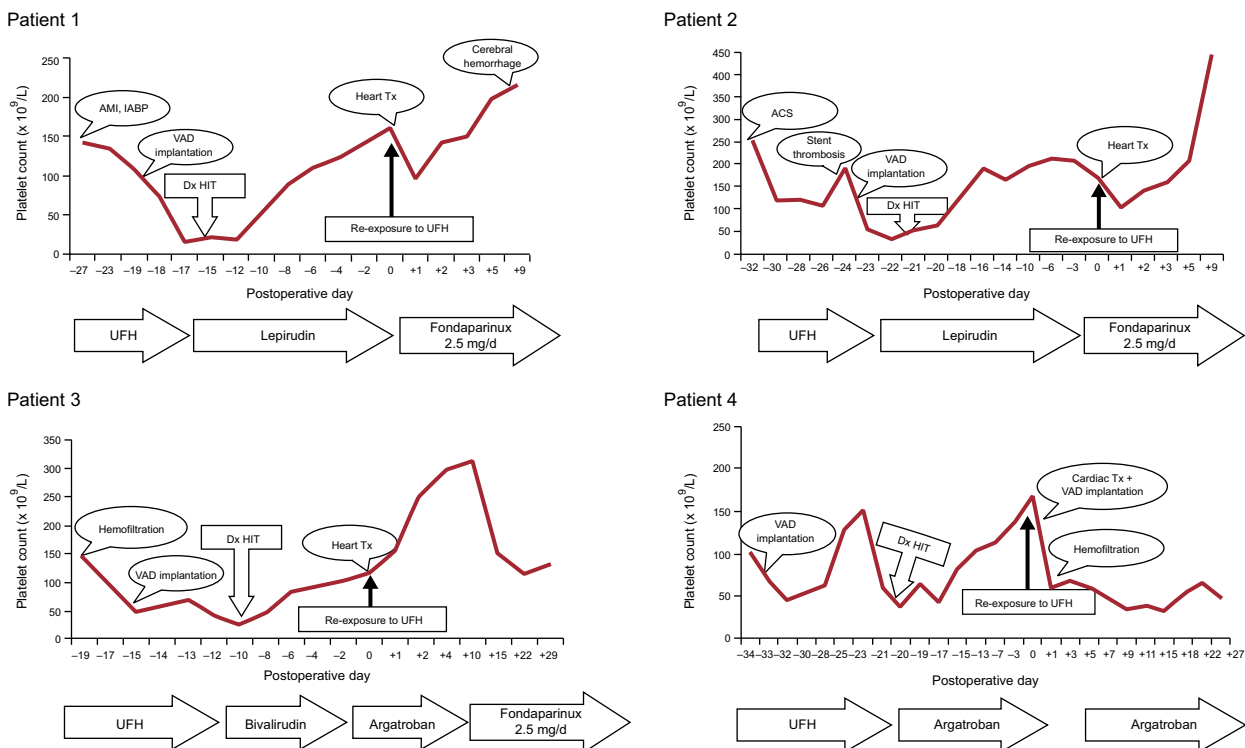 Patient 1
Platelet count (x 10^9/L)
250
200
150
100
50
0
AMI, IABP
VAD
implantation
Dx HIT
Heart Tx
Cerebral
hemorrhage
Re-exposure to UFH
–27 –23 –19 –18 –17 –15 –12 –10 –8 –6 –4 –2 0 +1 +2 +3 +5 +9
Postoperative day
UFH
Lepirudin
Fondaparinux
2.5 mg/d
Patient 2
Platelet count (x 10^9/L)
450
400
350
300
250
200
150
100
50
0
ACS
Stent
thrombosis
VAD
implantation
Dx HIT
Heart Tx
Re-exposure to UFH
–32 –30 –28 –26 –24 –23 –22 –21 –20 –18 –16 –14 –10 –6 –3 0 +1 +2 +3 +5 +9
Postoperative day
UFH
Lepirudin
Fondaparinux
2.5 mg/d
Patient 3
Platelet count (x 10^9/L)
350
300
250
200
150
100
50
0
Hemofiltration
VAD implantation
Dx HIT
Heart Tx
Re-exposure to UFH
–19 –17 –15 –14 –13 –12 –10 –8 –6 –4 –2 0 +1 +2 +4 +10 +15 +22 +29
Postoperative day
UFH
Bivalirudin
Argatroban
Fondaparinux
2.5 mg/d
Patient 4
Platelet count (x 10^9/L)
250
200
150
100
50
0
VAD
implantation
Dx HIT
Cardiac Tx +
VAD implantation
Hemofiltration
Re-exposure to UFH
–34 –33 –32 –30 –28 –25 –23 –21 –20 –19 –17 –15 –13 –7 –3 0 +1 +3 +5 +7 +9 +11 +15 +18 +22 +27
Postoperative day
UFH
Argatroban
Argatroban